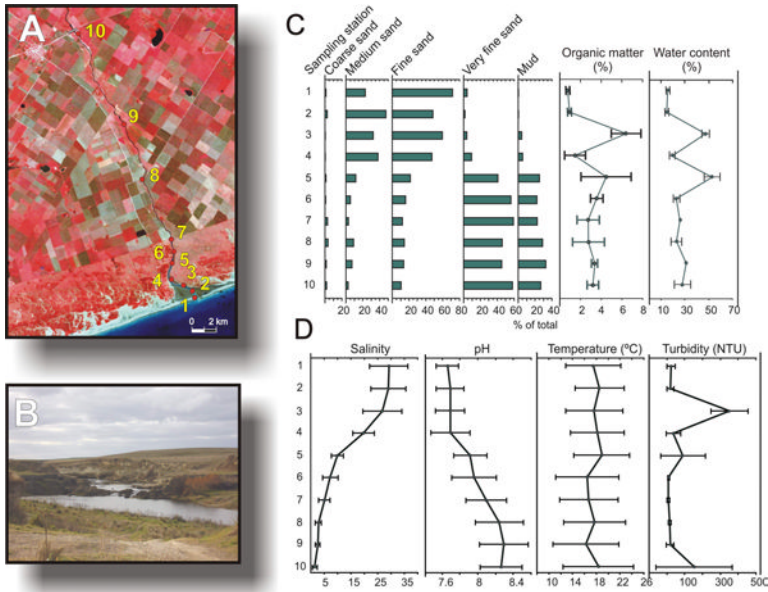 A
10
9
8
7
6
5
4
3
2
1
0 2 km
B
C
Sampling station
Coarse sand
Medium sand
Fine sand
Very fine sand
Mud
Organic matter (%)
Water content (%)
1
2
3
4
5
6
7
8
9
10
20 0 20 40 0 20 40 60 80 0 20 40 60 0 20 40
% of total
2 4 6 8
10 30 50 70
D
Salinity
pH
Temperature (ºC)
Turbidity (NTU)
1
2
3
4
5
6
7
8
9
10
5 15 25 35
7.6 8 8.4
10 14 18 22 26
100 300 500